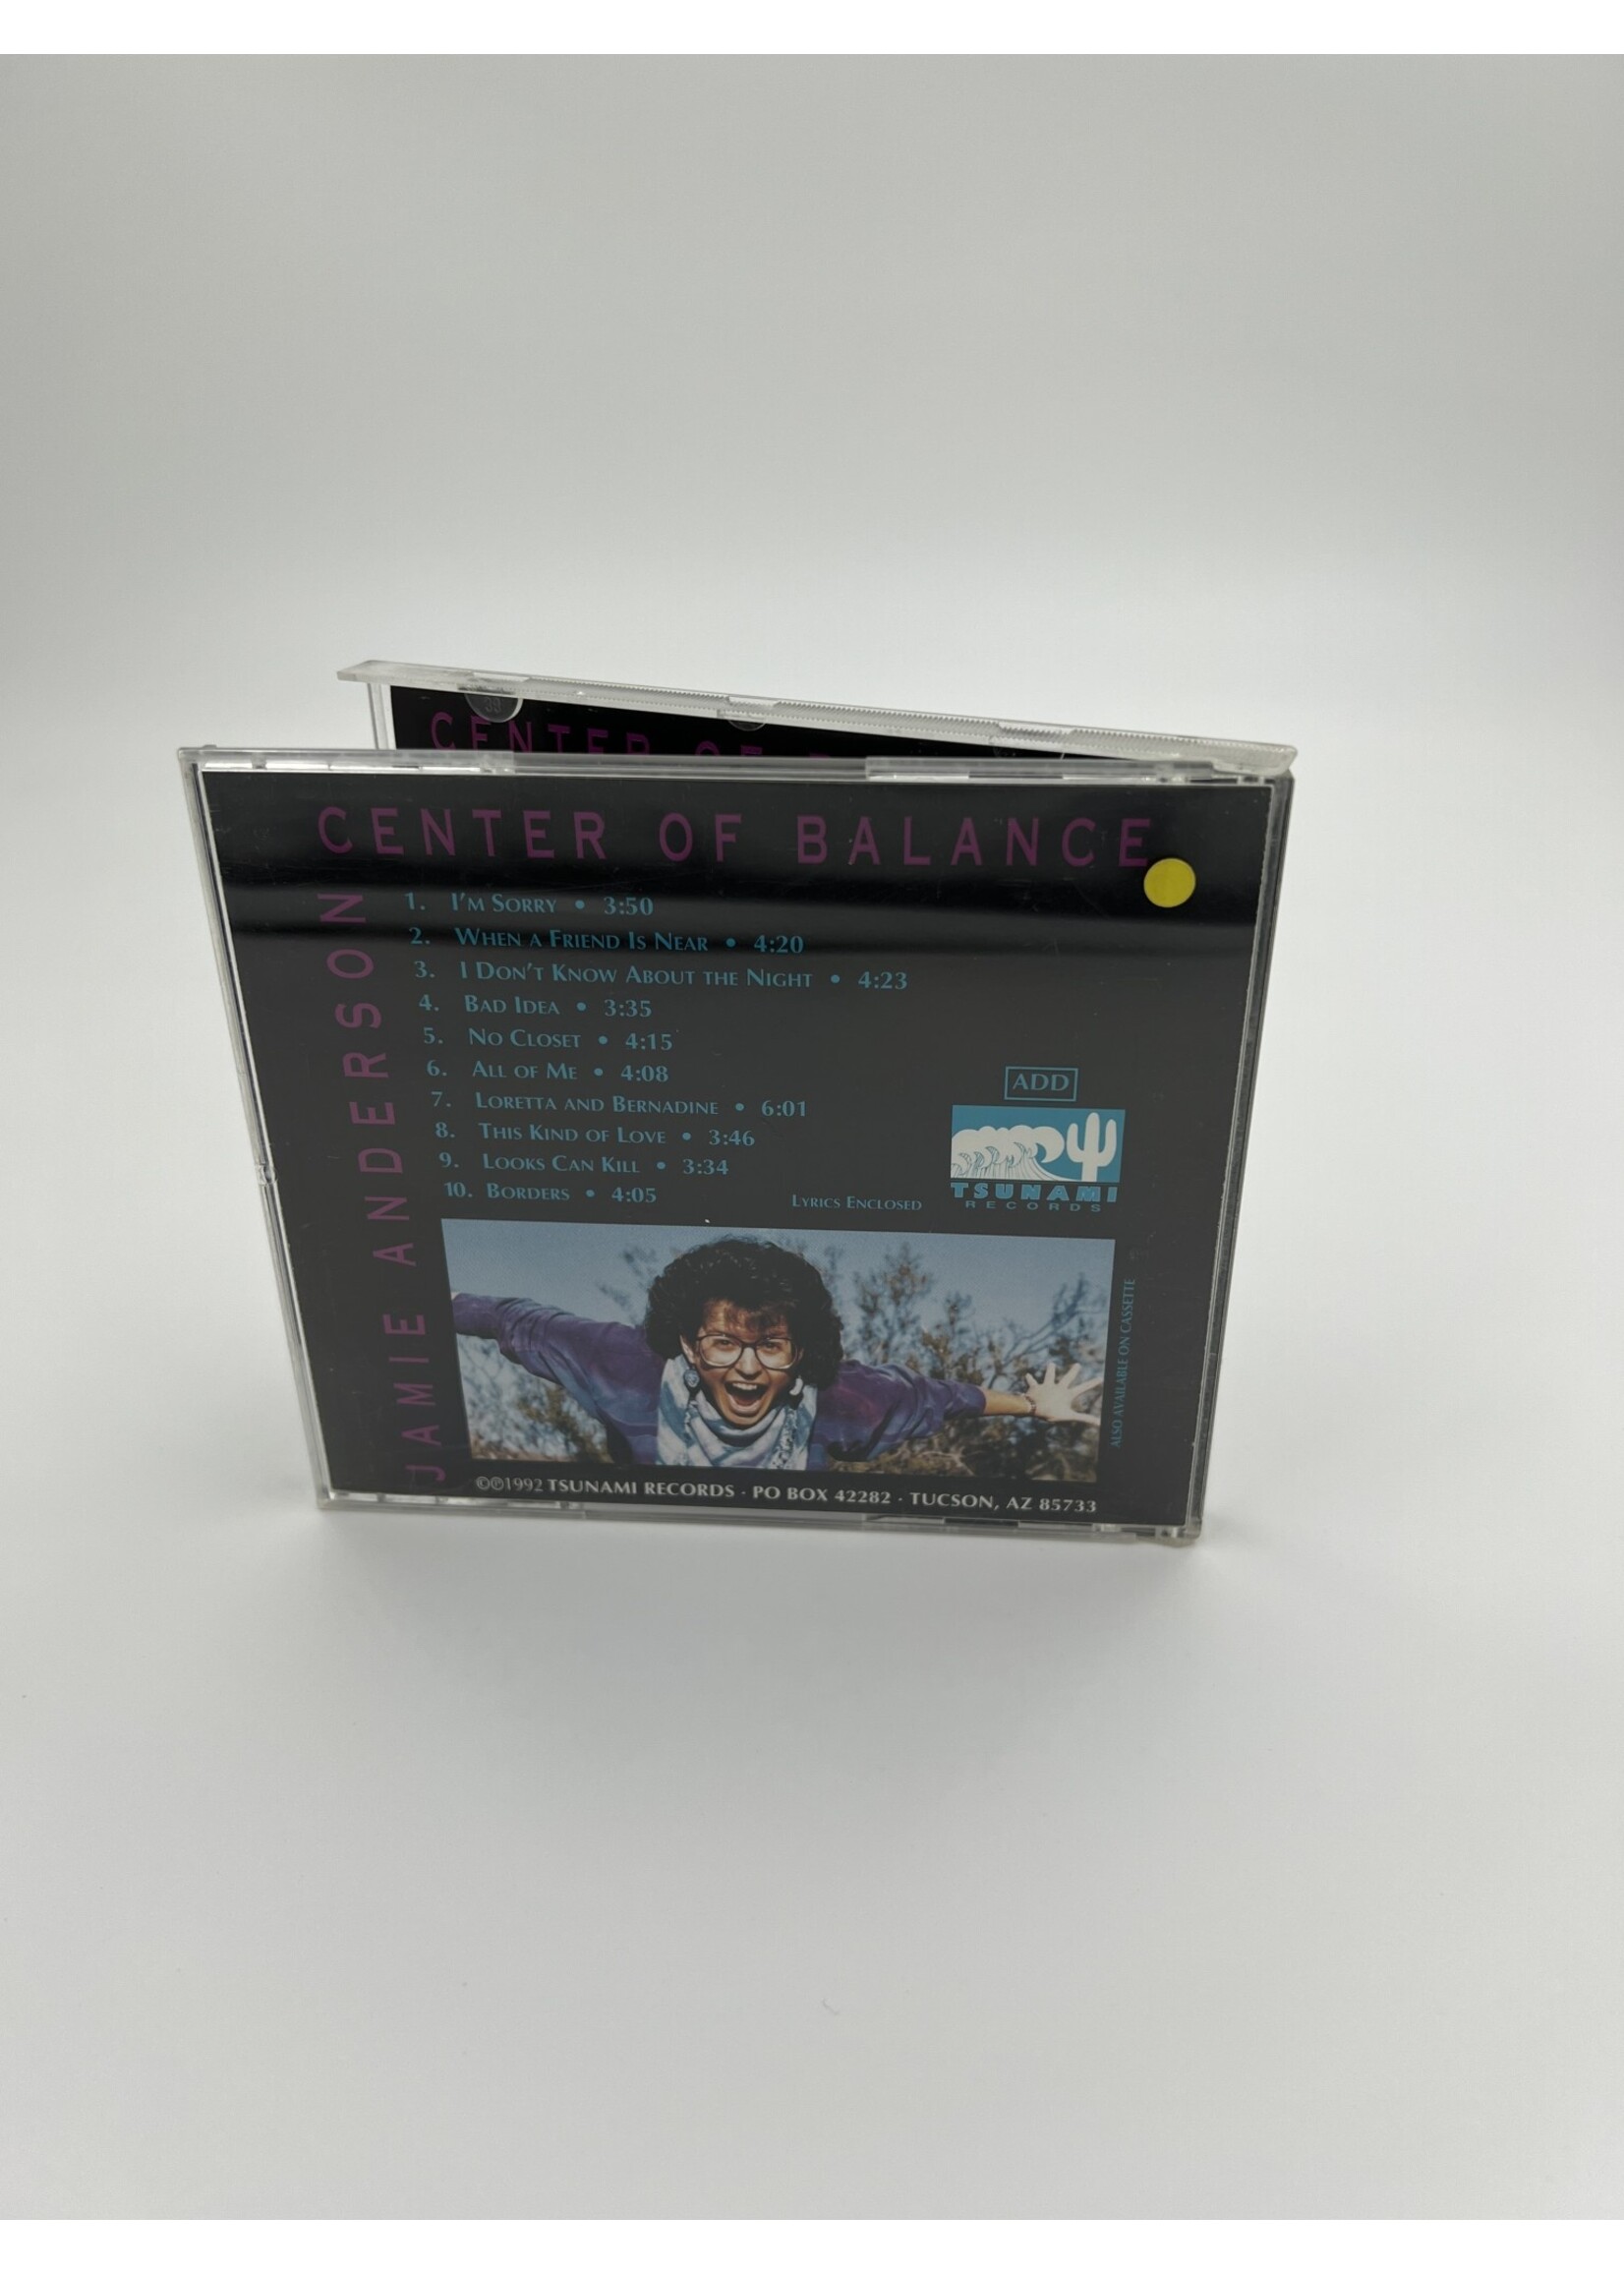 CENTER OF
CENTER OF BALANCE
JAMIE ANDERSON
1. I'm Sorry • 3:50
2. When a Friend Is Near • 4:20
3. I Don't Know About the Night • 4:23
4. Bad Idea • 3:35
5. No Closet • 4:15
6. All of Me • 4:08
7. Loretta and Bernadine • 6:01
8. This Kind of Love • 3:46
9. Looks Can Kill • 3:34
10. Borders • 4:05
Lyrics Enclosed
ADD
TSUNAMI
RECORDS
ALSO AVAILABLE ON CASSETTE
©℗1992 TSUNAMI RECORDS · PO BOX 42282 · TUCSON, AZ 85733